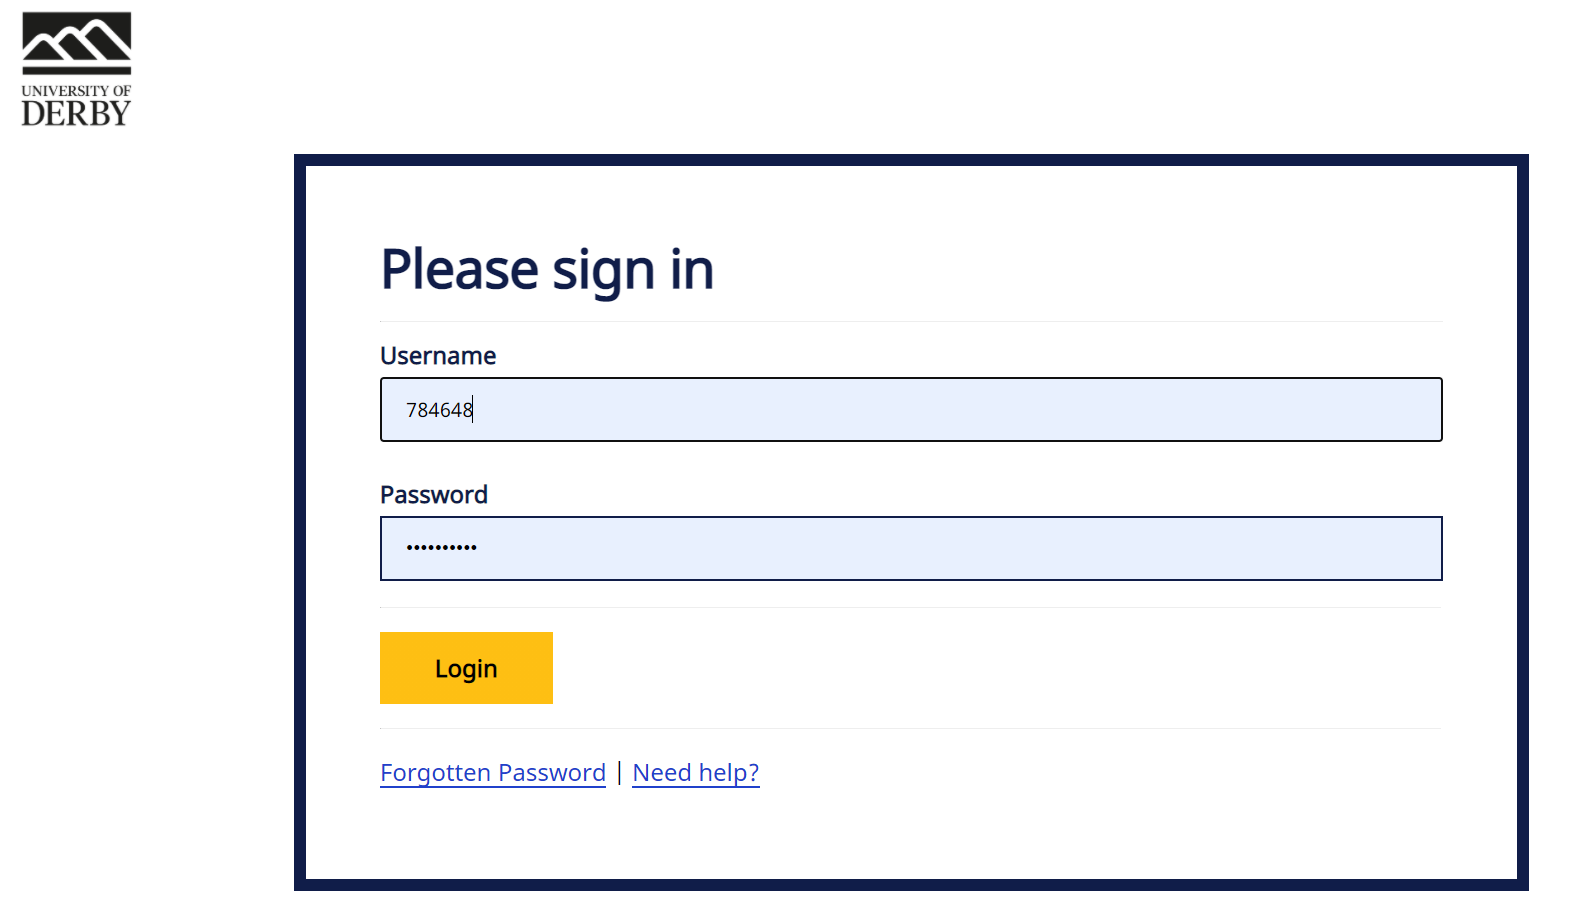 UNIVERSITY OF
DERBY
Please sign in
Username
784648
Password
••••••••••
Login
Forgotten Password | Need help?